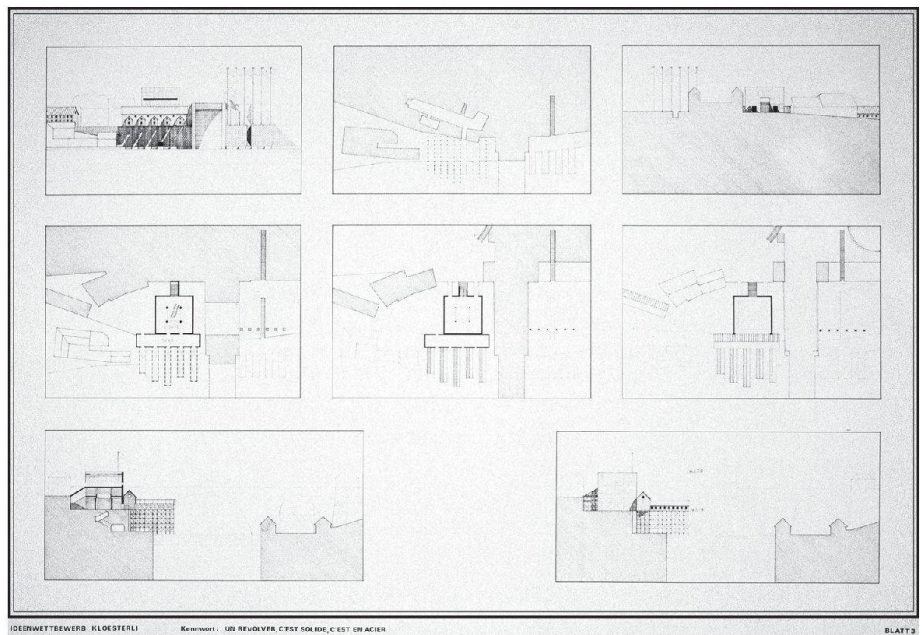 IDEENWETTBEWERB KLOESTERLI Kennwort: UN REVOLVER, C'EST SOLIDE, C'EST EN ACIER BLATT 3